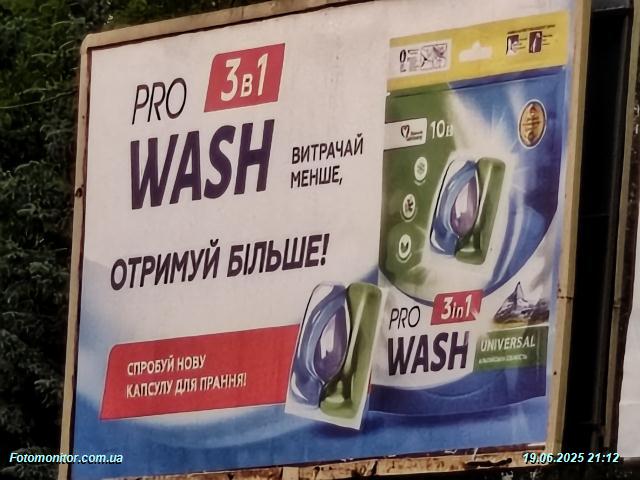 PRO
3в1
WASH
ВИТРАЧАЙ
МЕНШЕ,
ОТРИМУЙ БІЛЬШЕ!
СПРОБУЙ НОВУ
КАПСУЛУ ДЛЯ ПРАННЯ!
10
PRO
3in1
WASH
UNIVERSAL
Fotomonitor.com.ua
19.06.2025 21:12